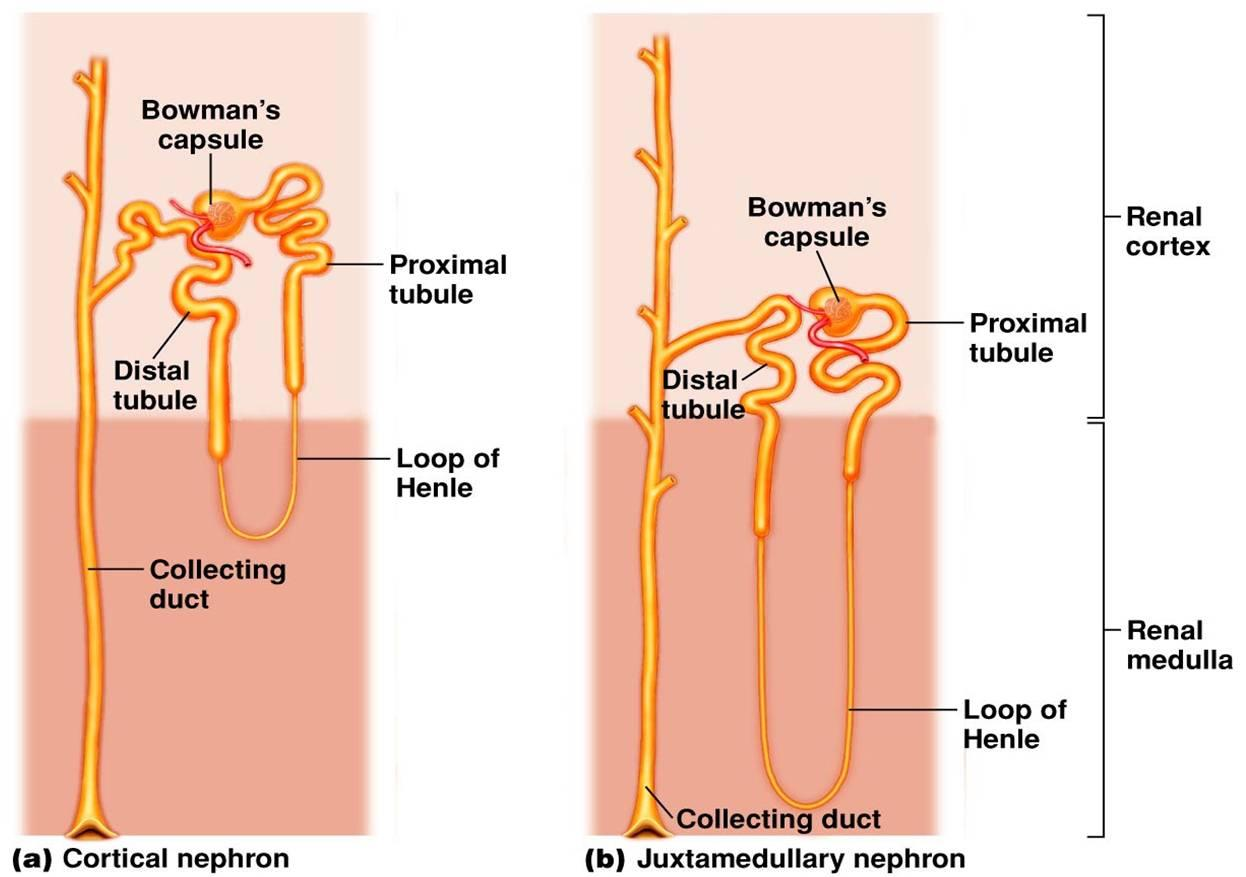 Bowman's
capsule
Proximal
tubule
Distal
tubule
Loop of
Henle
Collecting
duct
(a) Cortical nephron
Bowman's
capsule
Proximal
tubule
Distal
tubule
Loop of
Henle
Collecting duct
(b) Juxtamedullary nephron
Renal
cortex
Renal
medulla